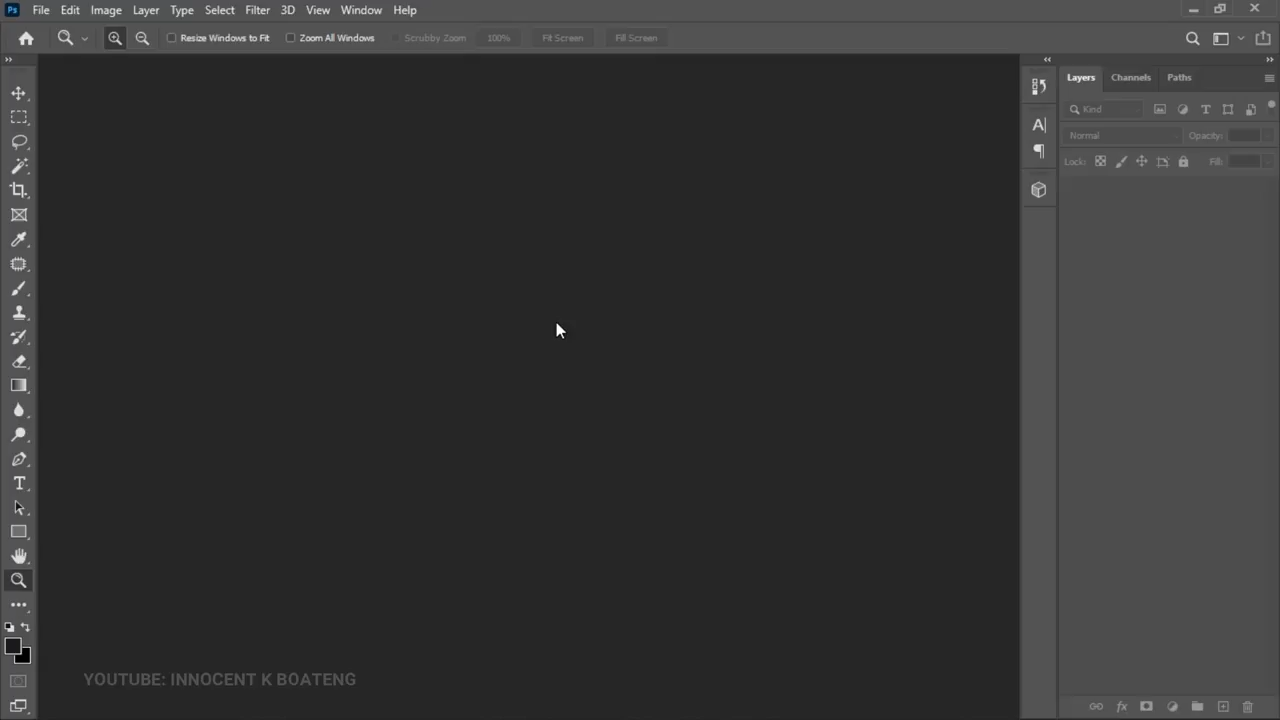 Ps File Edit Image Layer Type Select Filter 3D View Window Help
Resize Windows to Fit Zoom All Windows Scrubby Zoom 100% Fit Screen Fill Screen
Layers Channels Paths
Kind
Normal Opacity:
Lock: Fill:
YOUTUBE: INNOCENT K BOATENG